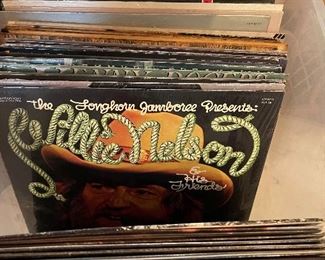 The Longhorn Jamboree Presents:
Willie Nelson
& His
Friends